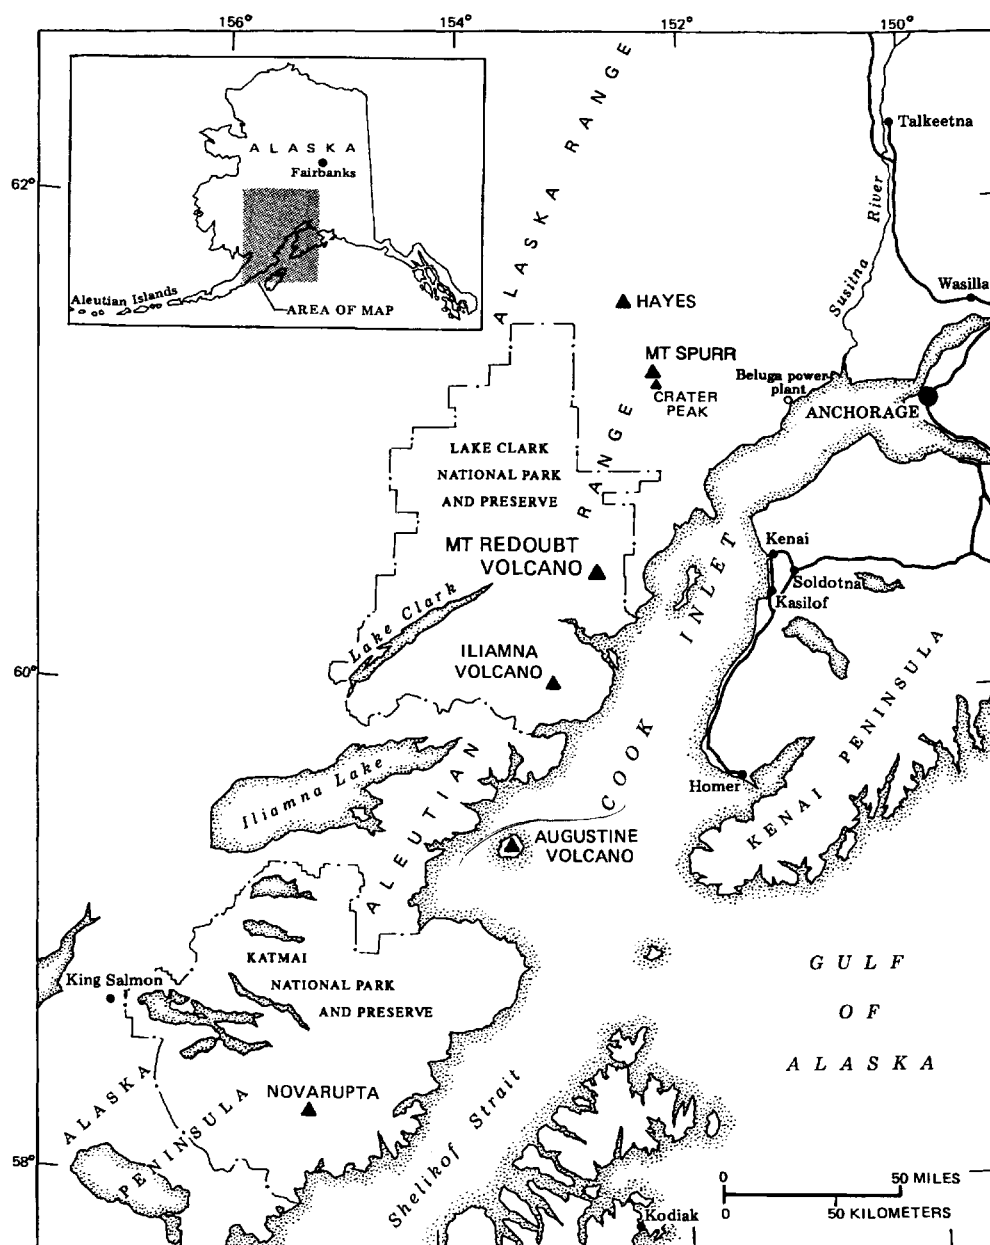 156°
154°
152°
150°
62°
60°
58°
ALASKA
Fairbanks
Aleutian Islands
AREA OF MAP
ALASKA RANGE
Talkeetna
Susitna River
Wasilla
HAYES
MT SPURR
CRATER
PEAK
Beluga power
plant
ANCHORAGE
LAKE CLARK
NATIONAL PARK
AND PRESERVE
MT REDOUBT
VOLCANO
Lake Clark
ILIAMNA
VOLCANO
Kenai
Soldotna
Kasilof
COOK INLET
KENAI PENINSULA
Homer
Iliamna Lake
ALEUTIAN RANGE
AUGUSTINE
VOLCANO
KATMAI
NATIONAL PARK
AND PRESERVE
King Salmon
NOVARUPTA
ALASKA
PENINSULA
Shelikof Strait
GULF
OF
ALASKA
Kodiak
0 50 MILES
0 50 KILOMETERS